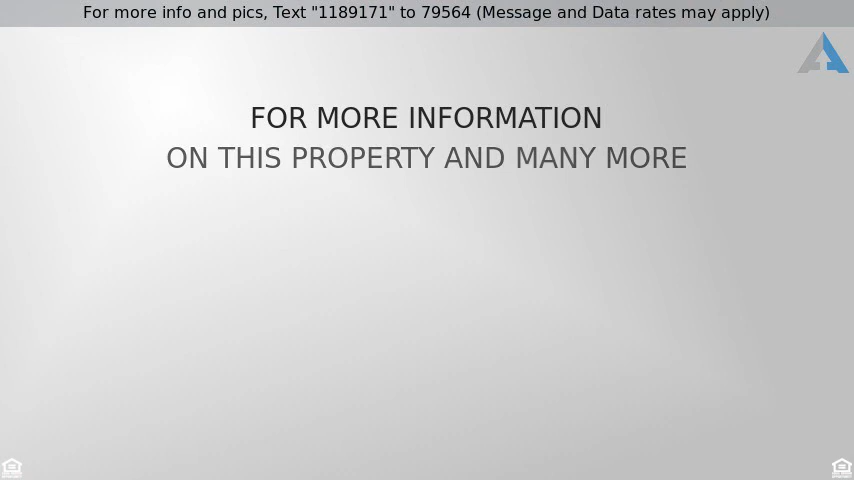 For more info and pics, Text "1189171" to 79564 (Message and Data rates may apply)
FOR MORE INFORMATION
ON THIS PROPERTY AND MANY MORE